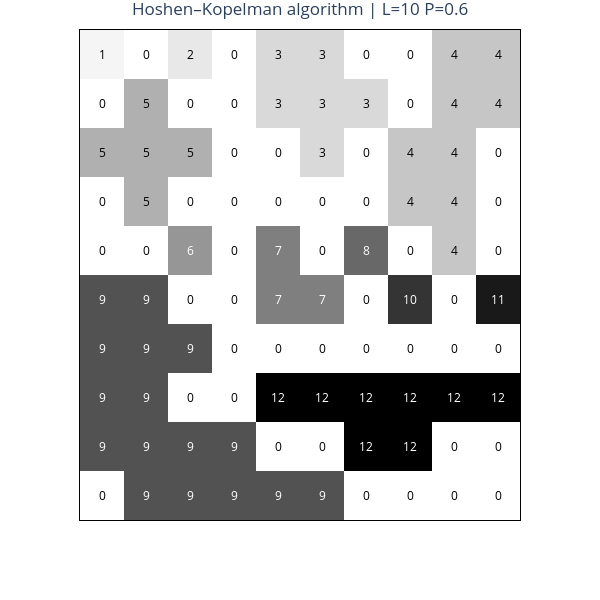 Hoshen–Kopelman algorithm | L=10 P=0.6
1 0 2 0 3 3 0 0 4 4
0 5 0 0 3 3 3 0 4 4
5 5 5 0 0 3 0 4 4 0
0 5 0 0 0 0 0 4 4 0
0 0 6 0 7 0 8 0 4 0
9 9 0 0 7 7 0 10 0 11
9 9 9 0 0 0 0 0 0 0
9 9 0 0 12 12 12 12 12 12
9 9 9 9 0 0 12 12 0 0
0 9 9 9 9 9 0 0 0 0